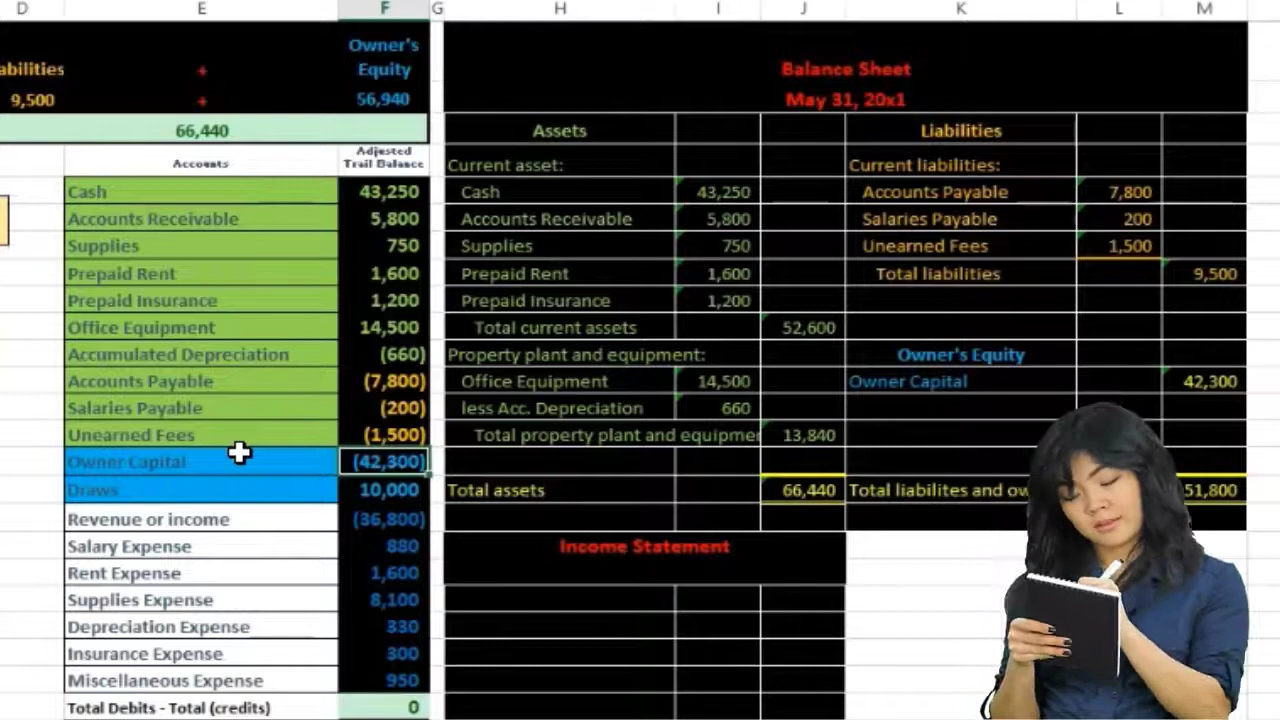 D E F G H I J K L M
Owner's
abilities + Equity
9,500 + 56,940
66,440
Accounts Adjusted Trail Balance
Cash 43,250
Accounts Receivable 5,800
Supplies 750
Prepaid Rent 1,600
Prepaid Insurance 1,200
Office Equipment 14,500
Accumulated Depreciation (660)
Accounts Payable (7,800)
Salaries Payable (200)
Unearned Fees (1,500)
Owner Capital (42,300)
Draws 10,000
Revenue or income (36,800)
Salary Expense 880
Rent Expense 1,600
Supplies Expense 8,100
Depreciation Expense 330
Insurance Expense 300
Miscellaneous Expense 950
Total Debits - Total (credits) 0
Balance Sheet
May 31, 20x1
Assets Liabilities
Current asset: Current liabilities:
Cash 43,250 Accounts Payable 7,800
Accounts Receivable 5,800 Salaries Payable 200
Supplies 750 Unearned Fees 1,500
Prepaid Rent 1,600 Total liabilities 9,500
Prepaid Insurance 1,200
Total current assets 52,600
Property plant and equipment: Owner's Equity
Office Equipment 14,500 Owner Capital 42,300
less Acc. Depreciation 660
Total property plant and equipmer 13,840
Total assets 66,440 Total liabilites and ow 51,800
Income Statement